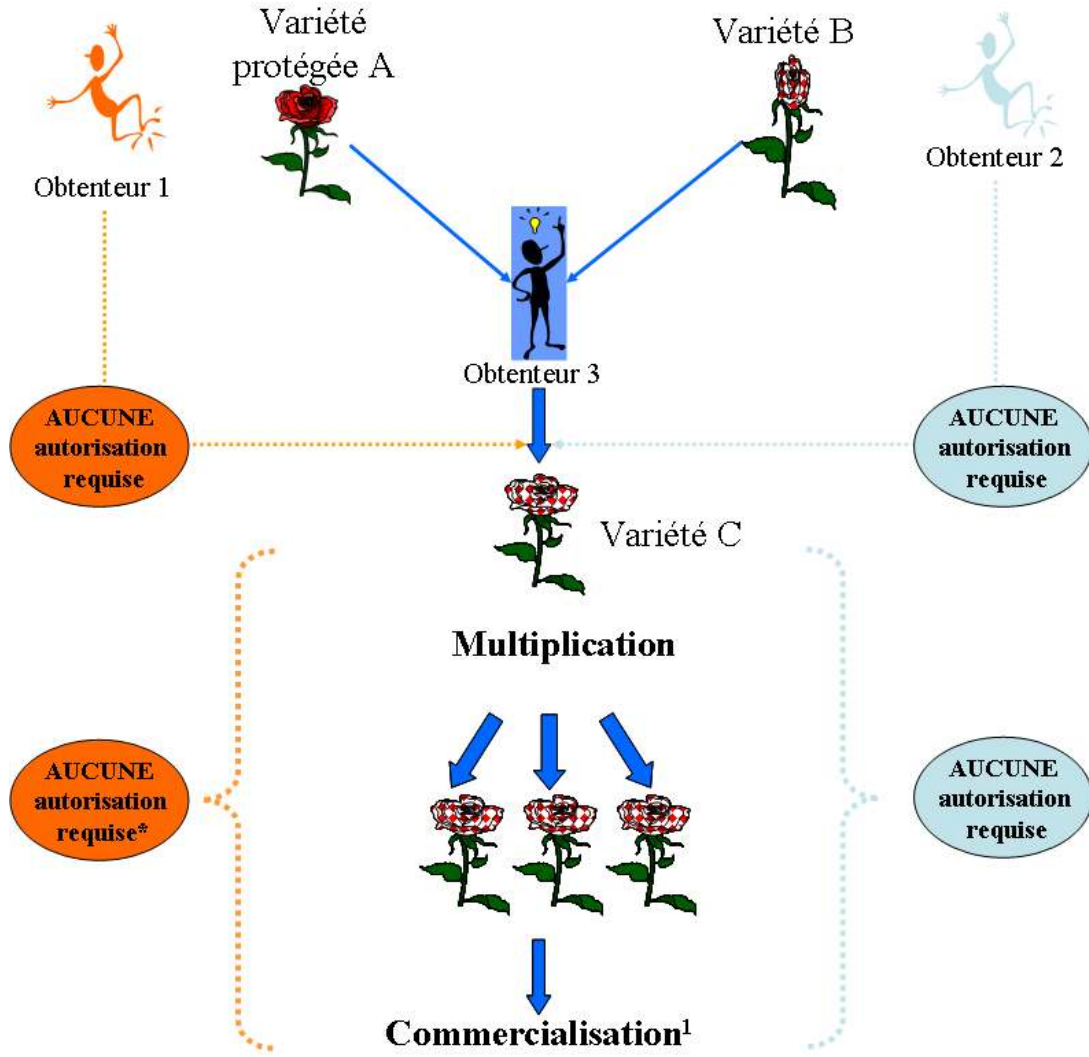 Variété
protégée A
Variété B
Obtenteur 1
Obtenteur 2
Obtenteur 3
AUCUNE
autorisation
requise
AUCUNE
autorisation
requise
Variété C
Multiplication
AUCUNE
autorisation
requise*
AUCUNE
autorisation
requise
Commercialisation¹